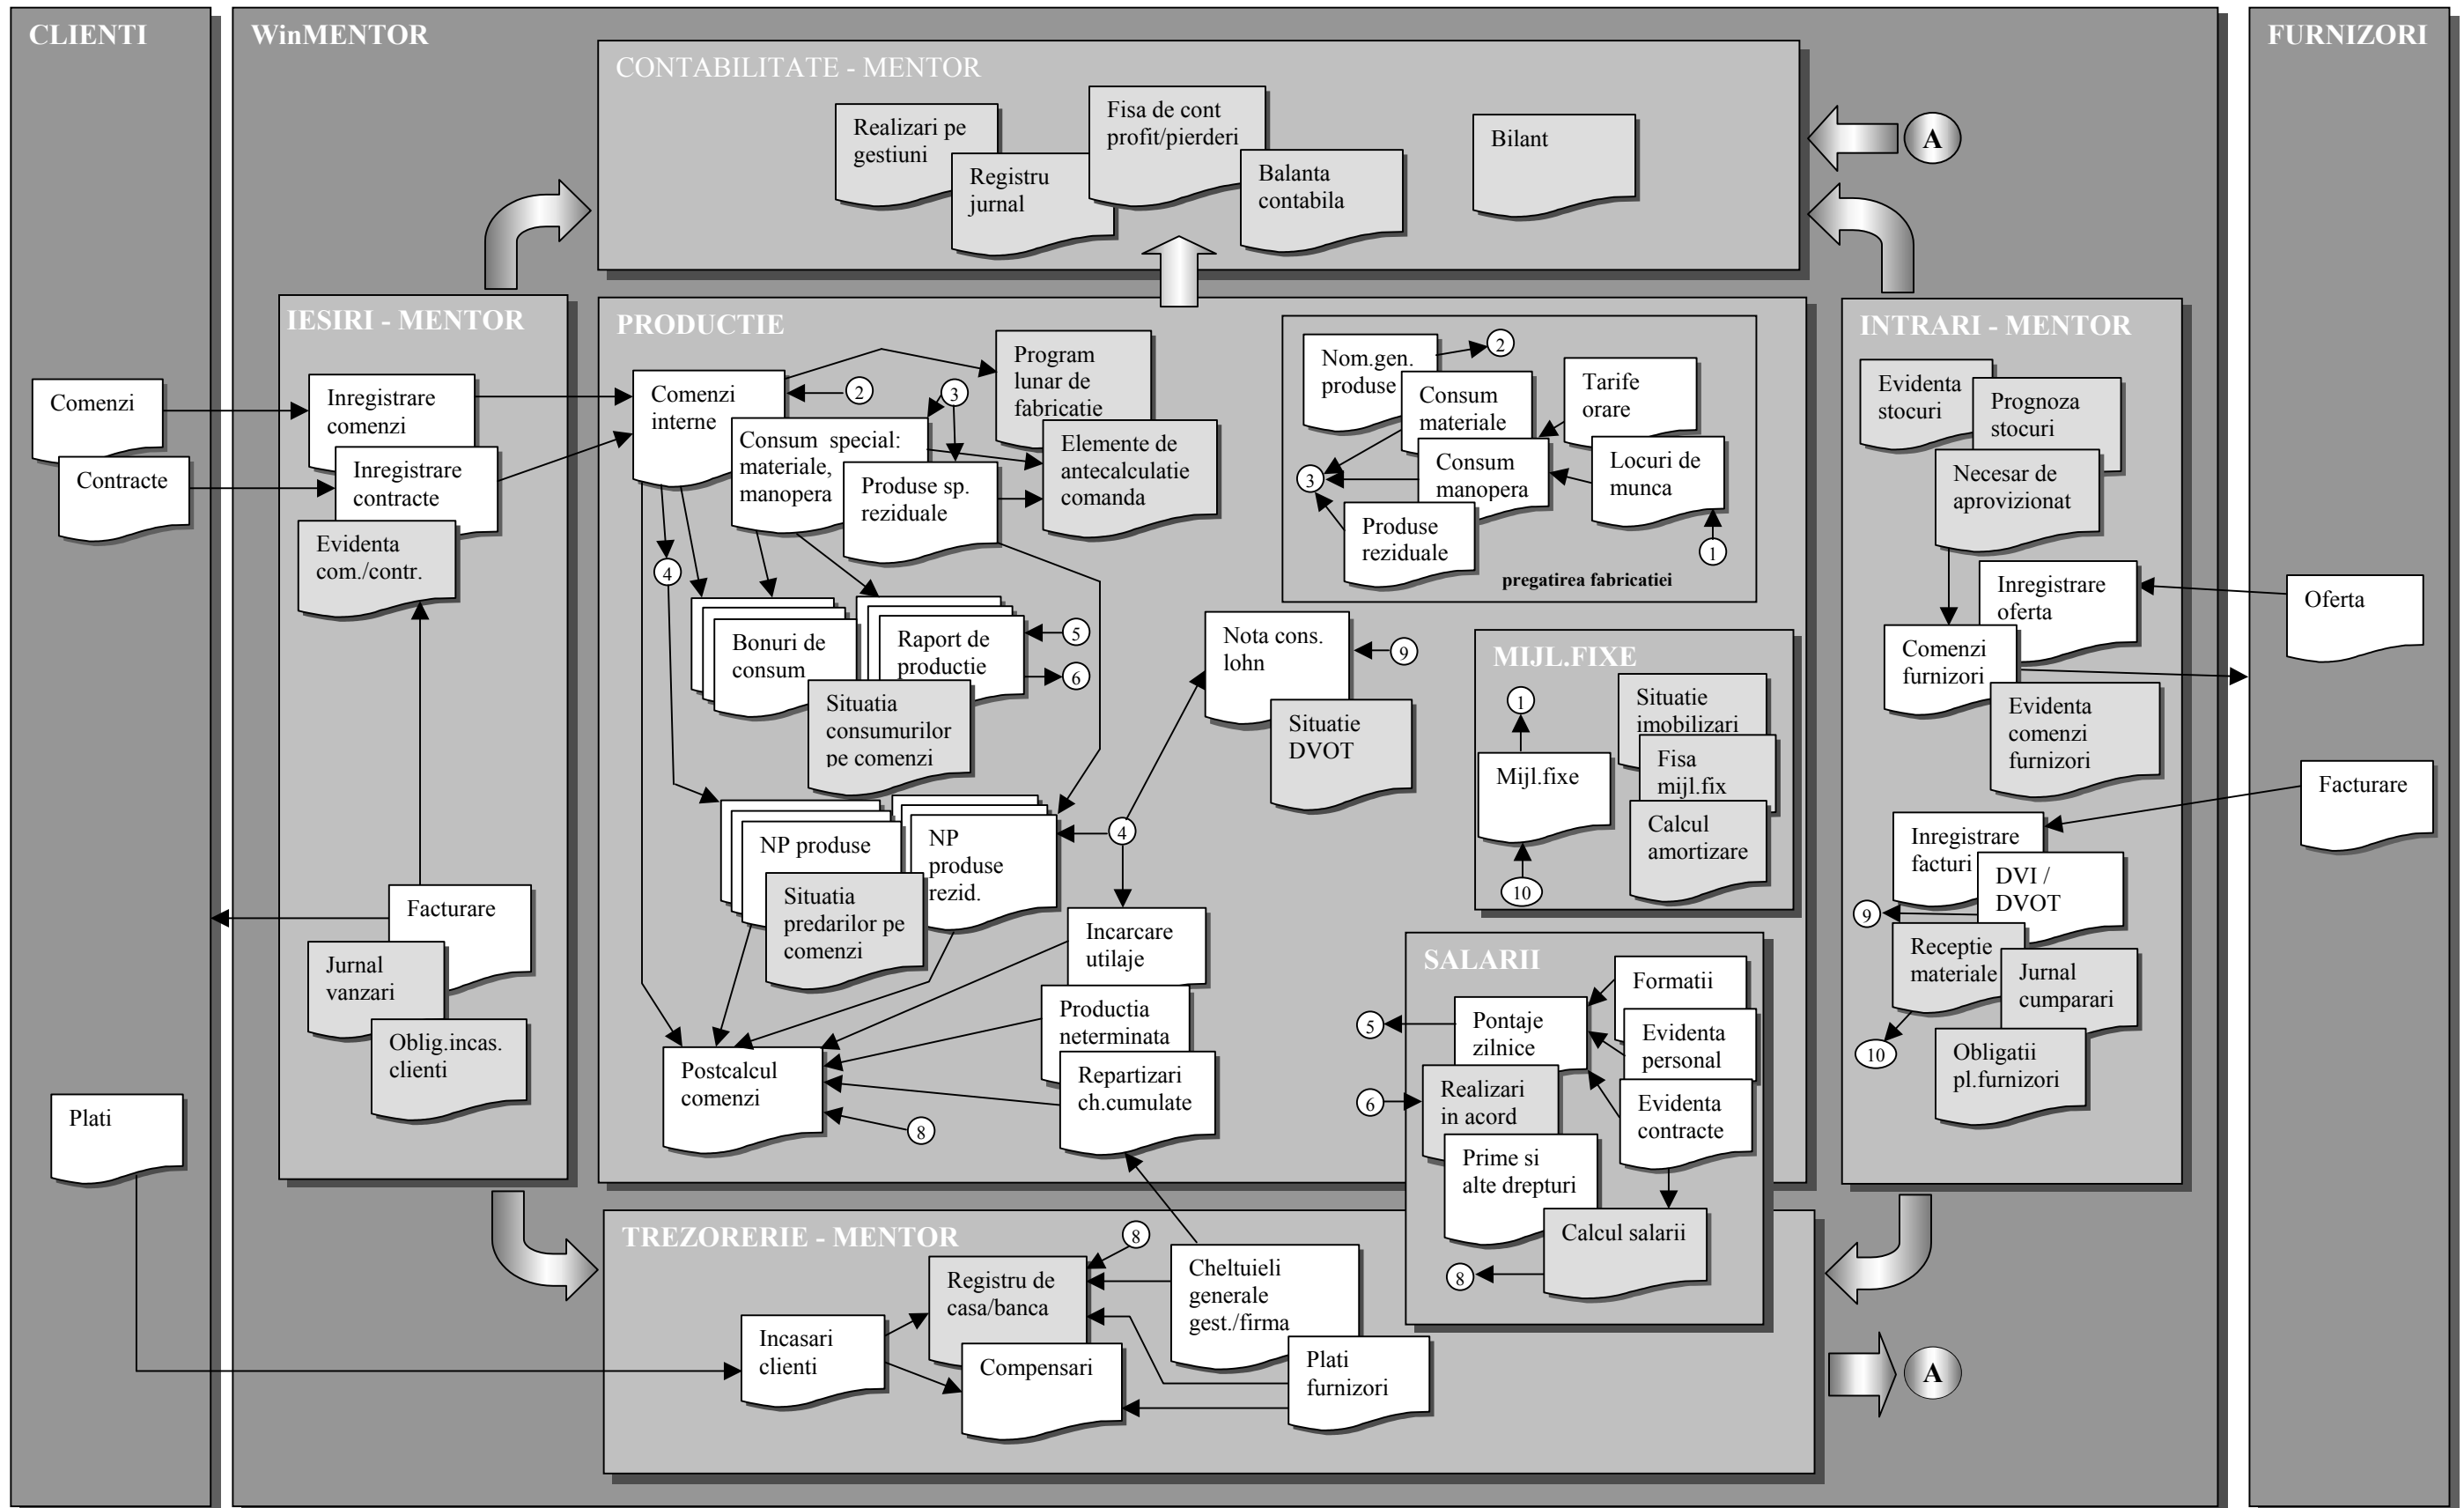 CLIENTI
Comenzi
Contracte
Plati
WinMENTOR
CONTABILITATE - MENTOR
Realizari pe
gestiuni
Registru
jurnal
Fisa de cont
profit/pierderi
Balanta
contabila
Bilant
A
IESIRI - MENTOR
Inregistrare
comenzi
Inregistrare
contracte
Evidenta
com./contr.
Facturare
Jurnal
vanzari
Oblig.incas.
clienti
PRODUCTIE
Comenzi
interne
2
3
Consum special:
materiale,
manopera
Produse sp.
reziduale
Program
lunar de
fabricatie
Elemente de
antecalculatie
comanda
4
Bonuri de
consum
Raport de
productie
5
6
Situatia
consumurilor
pe comenzi
NP produse
NP
produse
rezid.
Situatia
predarilor pe
comenzi
4
Nota cons.
lohn
9
Situatie
DVOT
Incarcare
utilaje
Productia
neterminata
Repartizari
ch.cumulate
Postcalcul
comenzi
8
Nom.gen.
produse
2
Consum
materiale
Tarife
orare
Consum
manopera
Locuri de
munca
3
Produse
reziduale
1
pregatirea fabricatiei
MIJL.FIXE
1
Mijl.fixe
10
Situatie
imobilizari
Fisa
mijl.fix
Calcul
amortizare
SALARII
Formatii
Pontaje
zilnice
5
Evidenta
personal
Realizari
in acord
6
Evidenta
contracte
Prime si
alte drepturi
Calcul salarii
8
TREZORERIE - MENTOR
8
Registru de
casa/banca
Incasari
clienti
Compensari
Cheltuieli
generale
gest./firma
Plati
furnizori
INTRARI - MENTOR
Evidenta
stocuri
Prognoza
stocuri
Necesar de
aprovizionat
Inregistrare
oferta
Comenzi
furnizori
Evidenta
comenzi
furnizori
Inregistrare
facturi
DVI /
DVOT
9
Receptie
materiale
Jurnal
cumparari
10
Obligatii
pl.furnizori
A
FURNIZORI
Oferta
Facturare